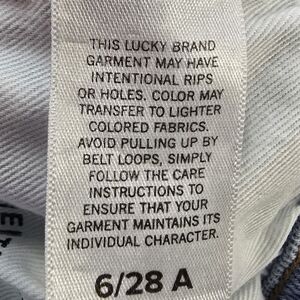 THIS LUCKY BRAND
GARMENT MAY HAVE
INTENTIONAL RIPS
OR HOLES. COLOR MAY
TRANSFER TO LIGHTER
COLORED FABRICS.
AVOID PULLING UP BY
BELT LOOPS, SIMPLY
FOLLOW THE CARE
INSTRUCTIONS TO
ENSURE THAT YOUR
GARMENT MAINTAINS ITS
INDIVIDUAL CHARACTER.
6/28 A